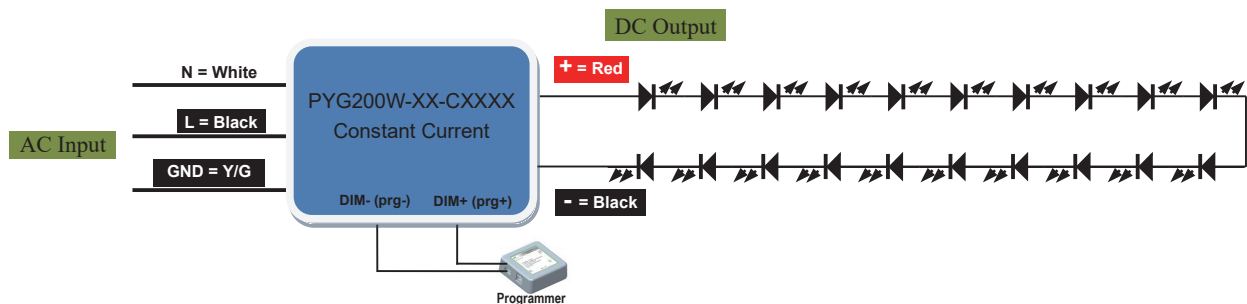 DC Output
+ = Red
N = White
PYG200W-XX-CXXXX
L = Black
Constant Current
AC Input
GND = Y/G
DIM- (prg-) DIM+ (prg+)
- = Black
Programmer